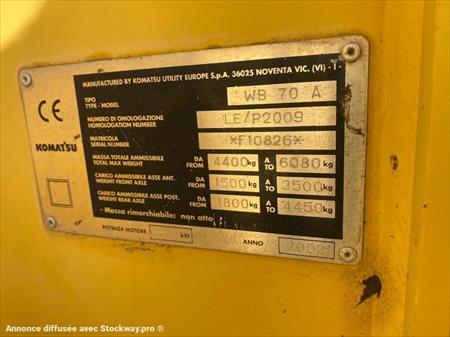 MANUFACTURED BY KOMATSU UTILITY EUROPE S.p.A. 36025 NOVENTA VIC. (VI) - I -
CE
KOMATSU
TIPO
TYPE - MODEL
WB 70 A
NUMERO DI OMOLOGAZIONE
HOMOLOGATION NUMBER
LE/P2009
MATRICOLA
SERIAL NUMBER
*F10826*
MASSA TOTALE AMMISSIBILE
TOTAL MAX WEIGHT
DA
FROM
4400 kg
A
TO
6080 kg
CARICO AMMISSIBILE ASSE ANT.
WEIGHT FRONT AXLE
DA
FROM
1500 kg
A
TO
3500 kg
CARICO AMMISSIBILE ASSE POST.
WEIGHT REAR AXLE
DA
FROM
1800 kg
A
TO
4450 kg
- Massa rimorchiabile: non atto
POTENZA MOTORE
kW
ANNO
2002
Annonce diffusée avec Stockway.pro ®